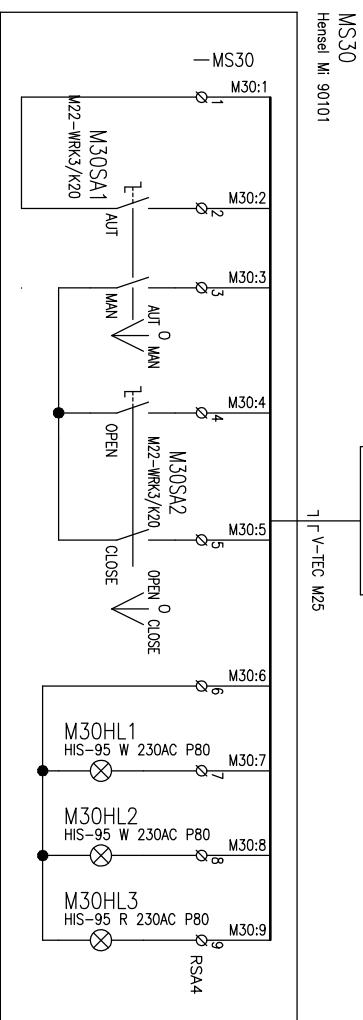 MS30
Hensel Mi 90101
—MS30
M30:1
M30:2
M30:3
M30:4
M30:5
M30:6
M30:7
M30:8
M30:9
1
2
3
4
5
6
7
8
9
V-TEC M25
RSA4
M30SA1
M22-WRK3/K20
AUT
MAN
AUT 0 MAN
M30SA2
M22-WRK3/K20
OPEN
CLOSE
OPEN 0 CLOSE
M30HL1
HIS-95 W 230AC P80
M30HL2
HIS-95 W 230AC P80
M30HL3
HIS-95 R 230AC P80